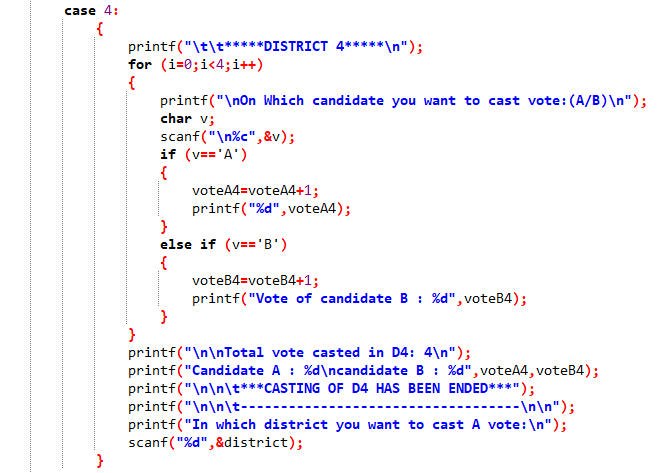 case 4:
{
printf("\t\t*****DISTRICT 4*****\n");
for (i=0;i<4;i++)
{
printf("\nOn Which candidate you want to cast vote:(A/B)\n");
char v;
scanf("\n%c",&v);
if (v=='A')
{
voteA4=voteA4+1;
printf("%d",voteA4);
}
else if (v=='B')
{
voteB4=voteB4+1;
printf("Vote of candidate B : %d",voteB4);
}
}
printf("\n\nTotal vote casted in D4: 4\n");
printf("Candidate A : %d\ncandidate B : %d",voteA4,voteB4);
printf("\n\n\t***CASTING OF D4 HAS BEEN ENDED***");
printf("\n\n\t-----------------------------------\n\n");
printf("In which district you want to cast A vote:\n");
scanf("%d",&district);
}